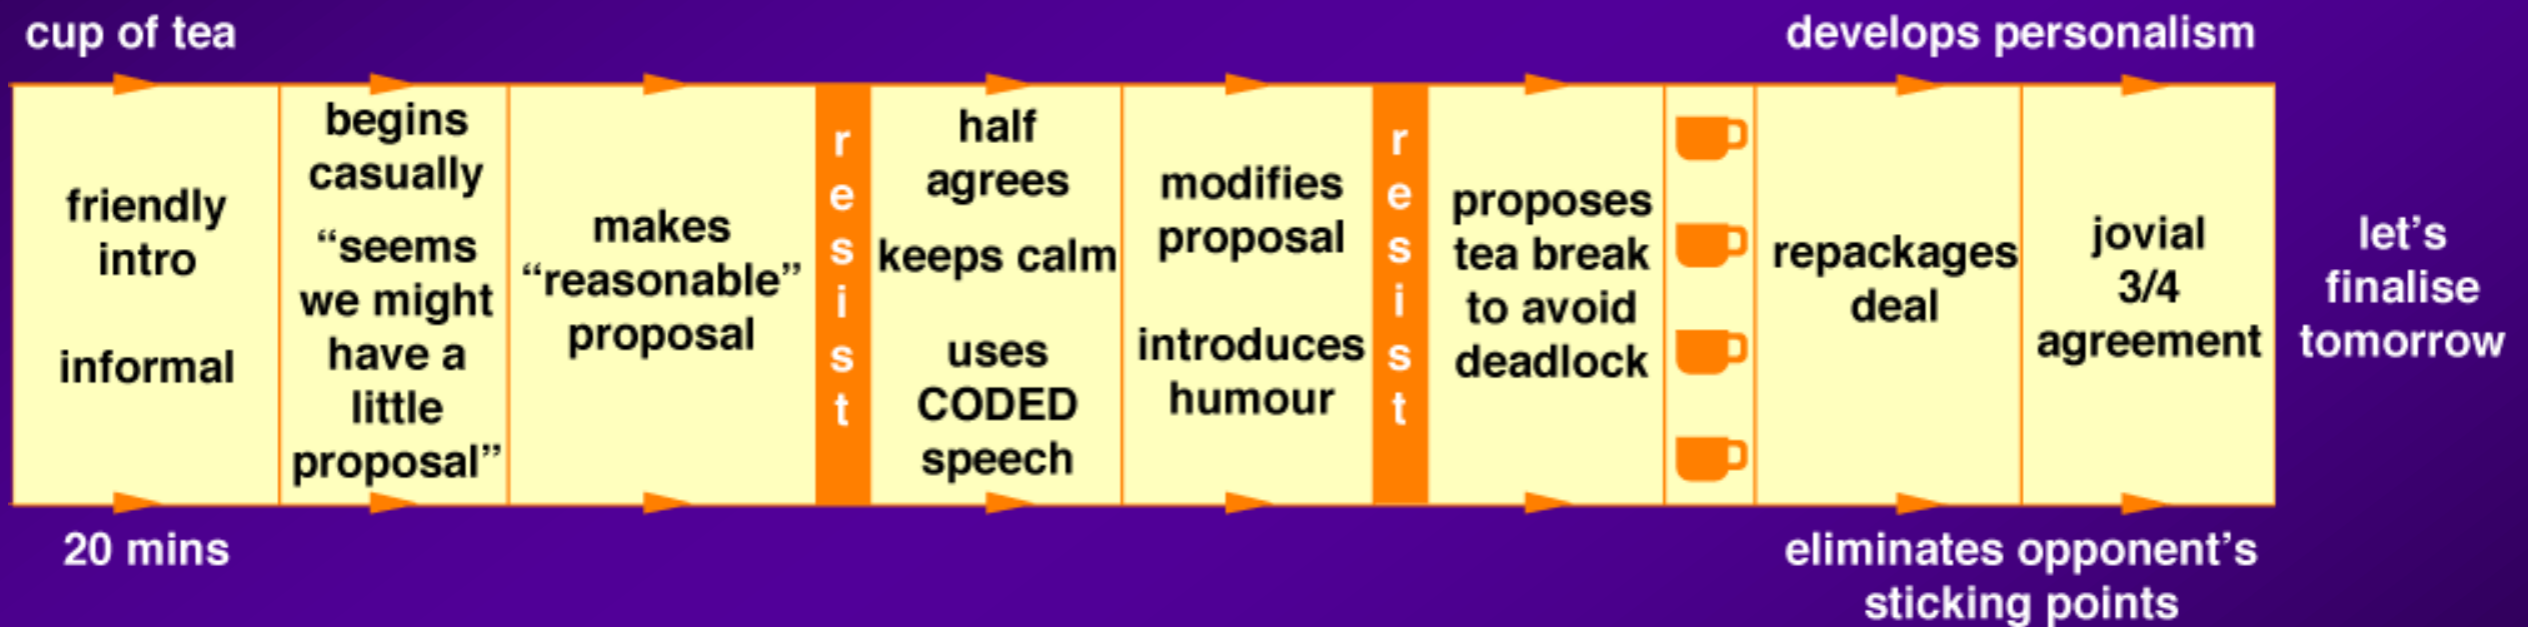 cup of tea
develops personalism
friendly
intro
informal
begins
casually
“seems
we might
have a
little
proposal”
makes
“reasonable”
proposal
resist
half
agrees
keeps calm
uses
CODED
speech
modifies
proposal
introduces
humour
resist
proposes
tea break
to avoid
deadlock
repackages
deal
jovial
3/4
agreement
let’s
finalise
tomorrow
20 mins
eliminates opponent’s
sticking points